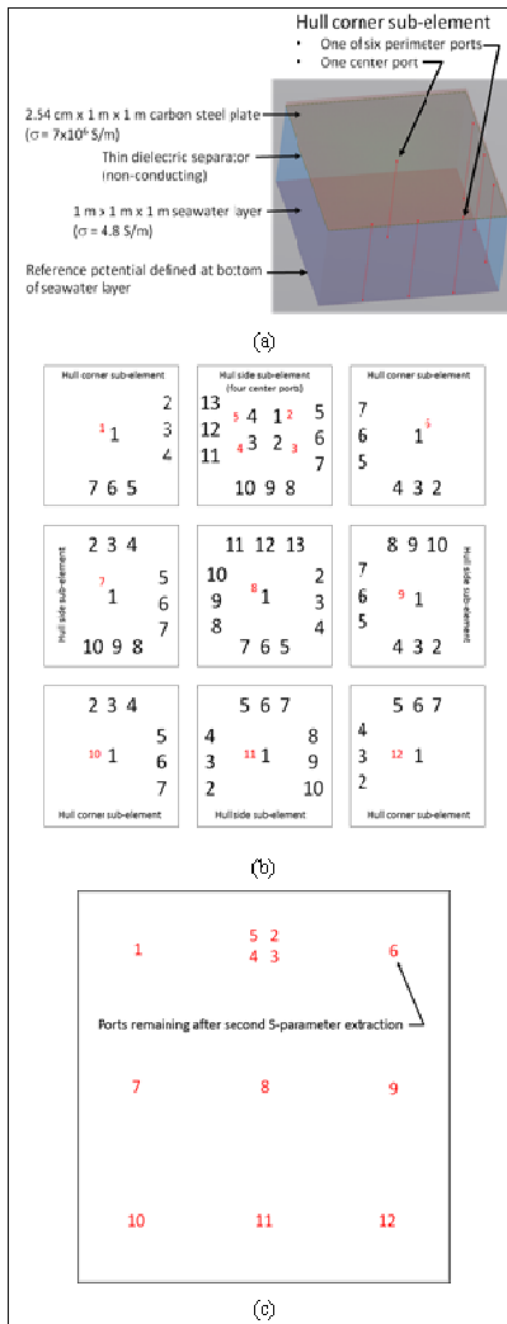 Hull corner sub-element
• One of six perimeter ports
• One center port
2.54 cm x 1 m x 1 m carbon steel plate
(σ = 7x10⁶ S/m)
Thin dielectric separator
(non-conducting)
1 m x 1 m x 1 m seawater layer
(σ = 4.8 S/m)
Reference potential defined at bottom
of seawater layer
(a)
Hull corner sub-element
1 1
2
3
4
7 6 5
Hull side sub-element
(four center ports)
13
12
11
5 4 1 2
4 3 2 3
5
6
7
10 9 8
Hull corner sub-element
7
6
5
1
4 3 2
Hull side sub-element
2 3 4
7
1
5
6
7
10 9 8
11 12 13
10
9
8
8
1
2
3
4
7 6 5
8 9 10
7
6
5
9 1
4 3 2
Hull side sub-element
2 3 4
10 1
5
6
7
Hull corner sub-element
5 6 7
4
3
2
11 1
8
9
10
Hull side sub-element
5 6 7
4
3
2
12 1
Hull corner sub-element
(b)
1
5 2
4 3
6
Ports remaining after second S-parameter extraction
7 8 9
10 11 12
(c)